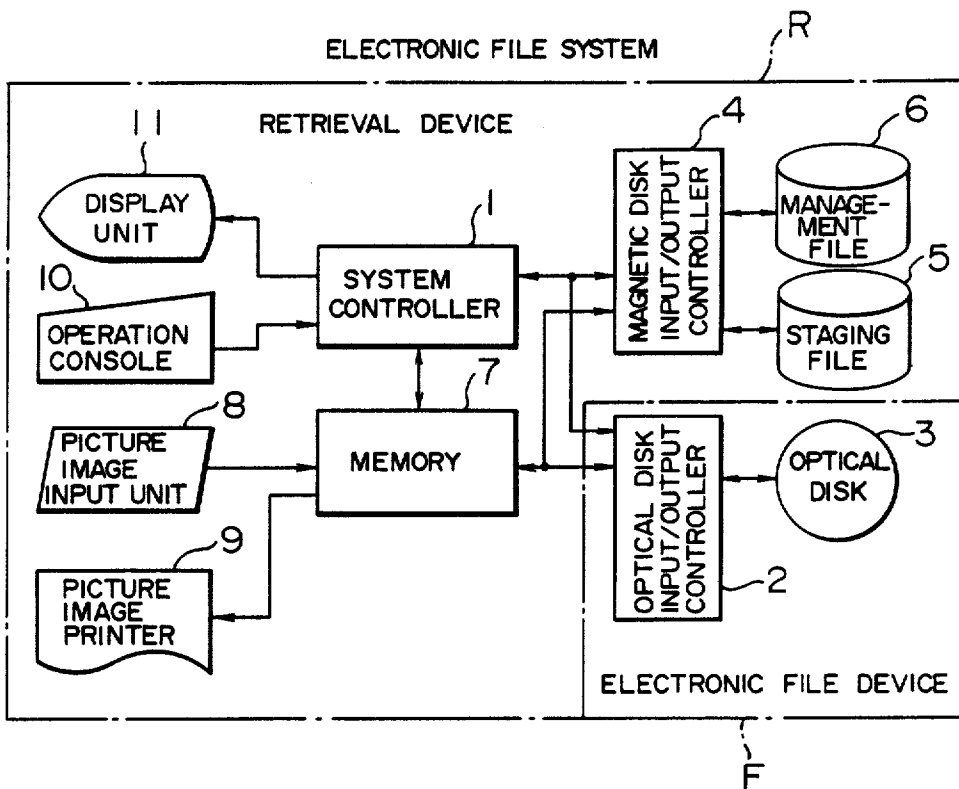 R
ELECTRONIC FILE SYSTEM
RETRIEVAL DEVICE
11
DISPLAY
UNIT
10
OPERATION
CONSOLE
8
PICTURE
IMAGE
INPUT UNIT
9
PICTURE
IMAGE
PRINTER
1
SYSTEM
CONTROLLER
7
MEMORY
4
MAGNETIC DISK
INPUT/OUTPUT
CONTROLLER
6
MANAGE-
MENT
FILE
5
STAGING
FILE
OPTICAL DISK
INPUT/OUTPUT
CONTROLLER
2
3
OPTICAL
DISK
ELECTRONIC FILE DEVICE
F